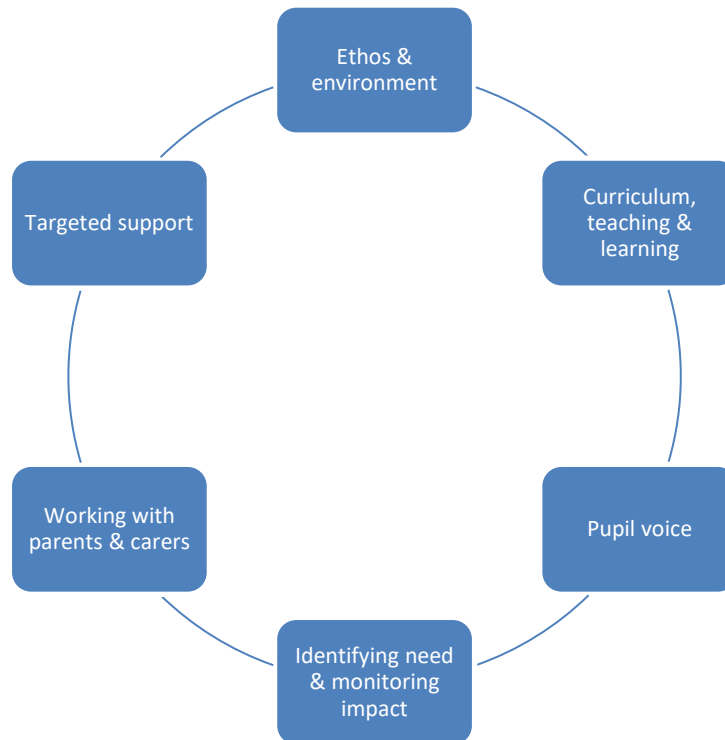 Ethos &
environment
Curriculum,
teaching &
learning
Pupil voice
Identifying need
& monitoring
impact
Working with
parents & carers
Targeted support